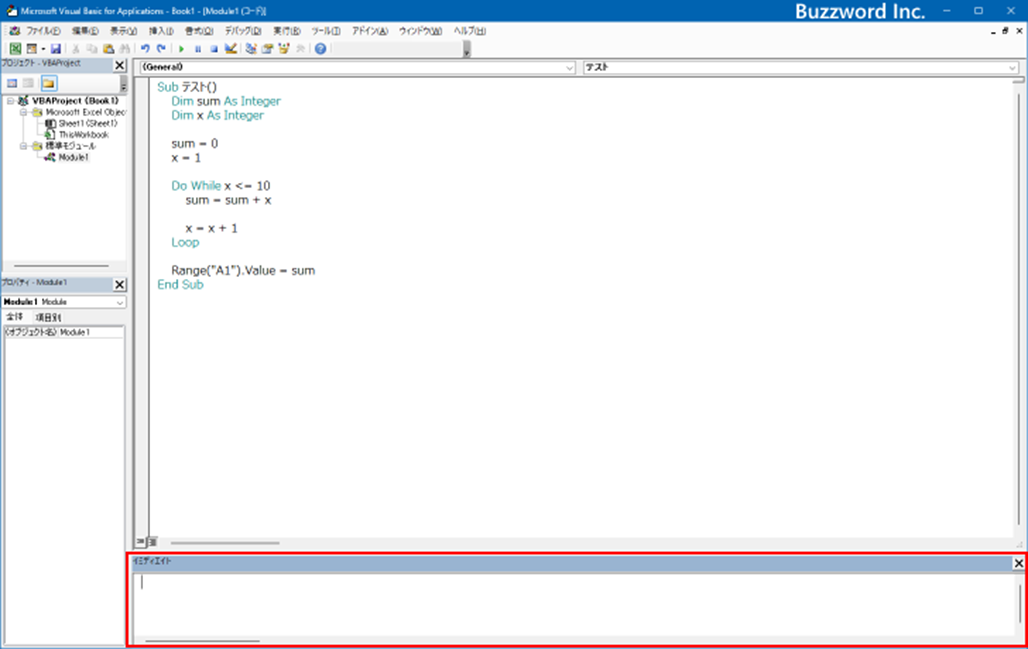 Microsoft Visual Basic for Applications - Book1 - [Module1 (コード)]
Buzzword Inc.
ファイル(F) 編集(E) 表示(V) 挿入(I) 書式(O) デバッグ(D) 実行(R) ツール(T) アドイン(A) ウィンドウ(W) ヘルプ(H)
プロジェクト - VBAProject
VBAProject (Book1)
Microsoft Excel Objec
Sheet1 (Sheet1)
ThisWorkbook
標準モジュール
Module1
プロパティ - Module1
Module1 Module
全体 項目別
(オブジェクト名) Module1
(General) テスト
Sub テスト()
Dim sum As Integer
Dim x As Integer
sum = 0
x = 1
Do While x <= 10
sum = sum + x
x = x + 1
Loop
Range("A1").Value = sum
End Sub
イミディエイト